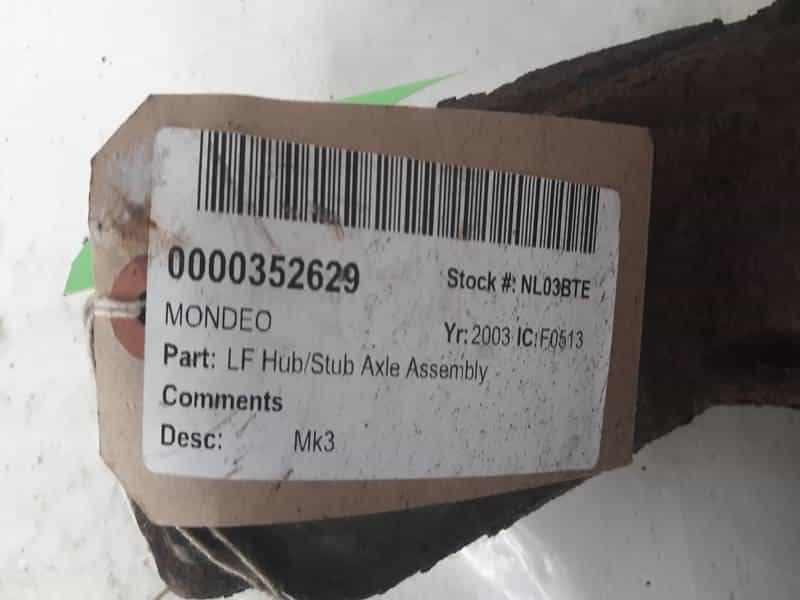 0000352629 Stock #: NL03BTE
MONDEO Yr: 2003 IC: F0513
Part: LF Hub/Stub Axle Assembly
Comments
Desc: Mk3